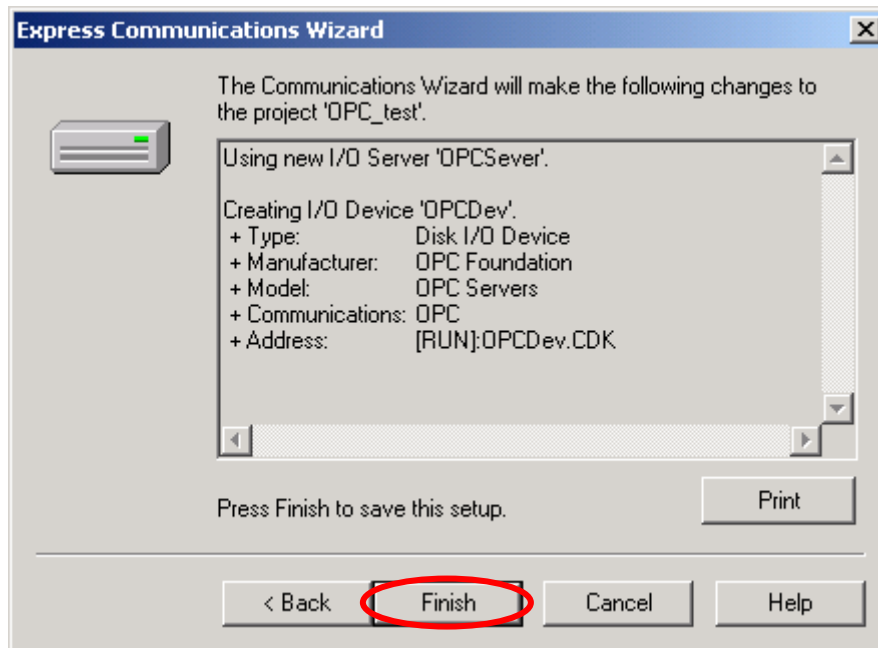 Express Communications Wizard
The Communications Wizard will make the following changes to
the project 'OPC_test'.
Using new I/O Server 'OPCSever'.
Creating I/O Device 'OPCDev'.
+ Type: Disk I/O Device
+ Manufacturer: OPC Foundation
+ Model: OPC Servers
+ Communications: OPC
+ Address: [RUN]:OPCDev.CDK
Press Finish to save this setup.
Print
< Back
Finish
Cancel
Help